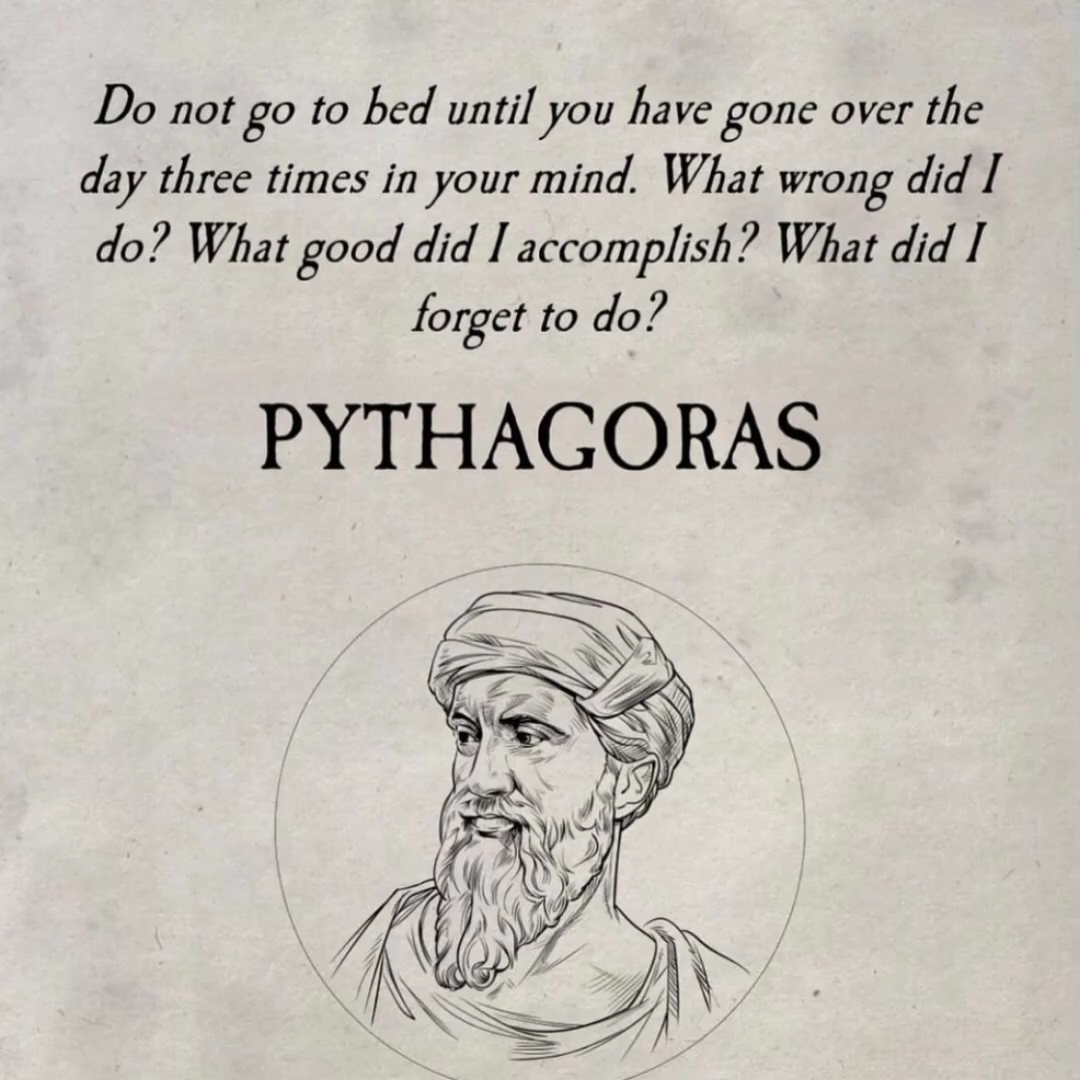 Do not go to bed until you have gone over the
day three times in your mind. What wrong did I
do? What good did I accomplish? What did I
forget to do?
PYTHAGORAS